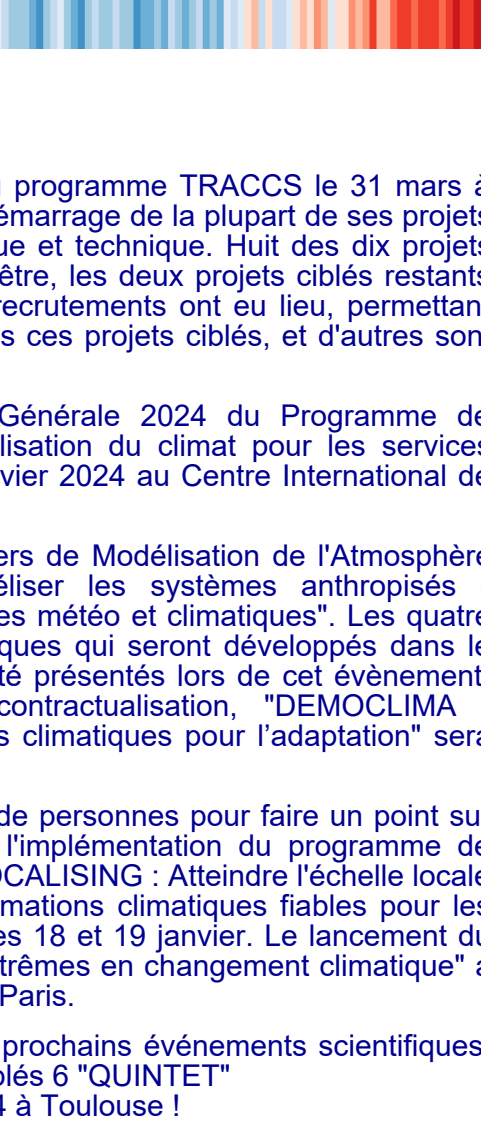 programme TRACCS le 31 mars à
démarrage de la plupart de ses projets
que et technique. Huit des dix projets
être, les deux projets ciblés restants
recrutements ont eu lieu, permettan
s ces projets ciblés, et d'autres son
Générale 2024 du Programme de
lisation du climat pour les services
vier 2024 au Centre International de
ers de Modélisation de l'Atmosphère
éliser les systèmes anthropisés
es météo et climatiques". Les quatre
ques qui seront développés dans le
té présentés lors de cet évènement
contractualisation, "DEMOCLIMA
s climatiques pour l’adaptation" sera
de personnes pour faire un point su
l'implémentation du programme de
OCALISING : Atteindre l'échelle locale
mations climatiques fiables pour les
es 18 et 19 janvier. Le lancement du
trêmes en changement climatique" a
Paris.
prochains événements scientifiques
blés 6 "QUINTET"
4 à Toulouse !